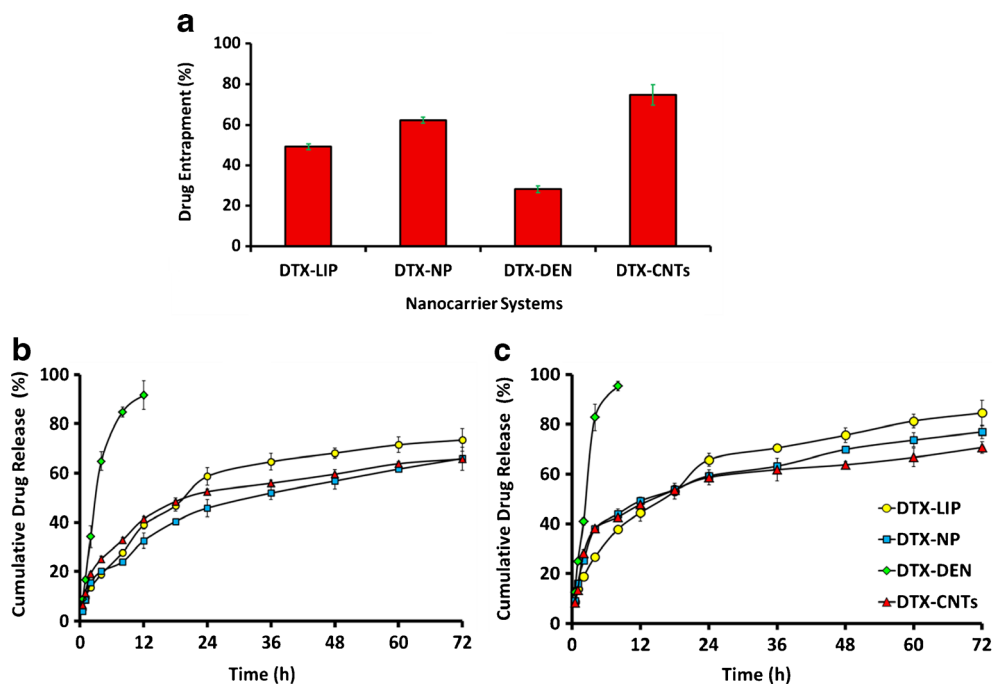 a
Drug Entrapment (%)
100
80
60
40
20
0
DTX-LIP DTX-NP DTX-DEN DTX-CNTs
Nanocarrier Systems
b
Cumulative Drug Release (%)
100
80
60
40
20
0
0 12 24 36 48 60 72
Time (h)
c
Cumulative Drug Release (%)
100
80
60
40
20
0
0 12 24 36 48 60 72
Time (h)
DTX-LIP
DTX-NP
DTX-DEN
DTX-CNTs